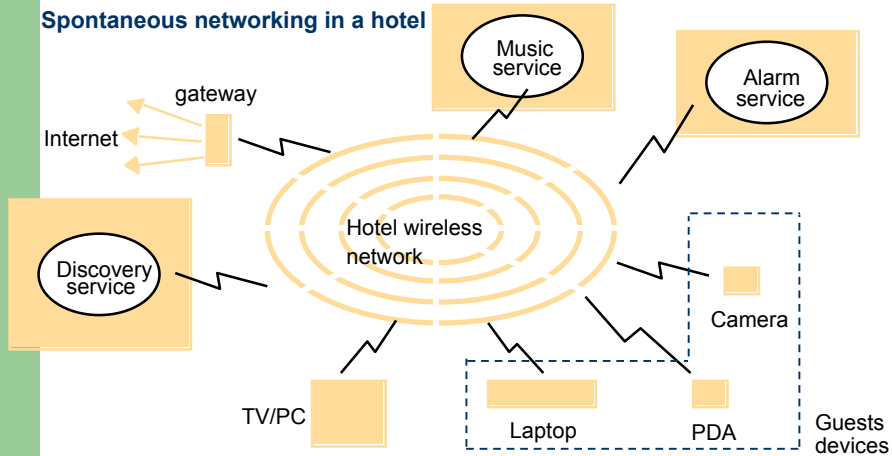 Spontaneous networking in a hotel
Music
service
Alarm
service
gateway
Internet
Hotel wireless
network
Discovery
service
Camera
TV/PC
Laptop
PDA
Guests
devices